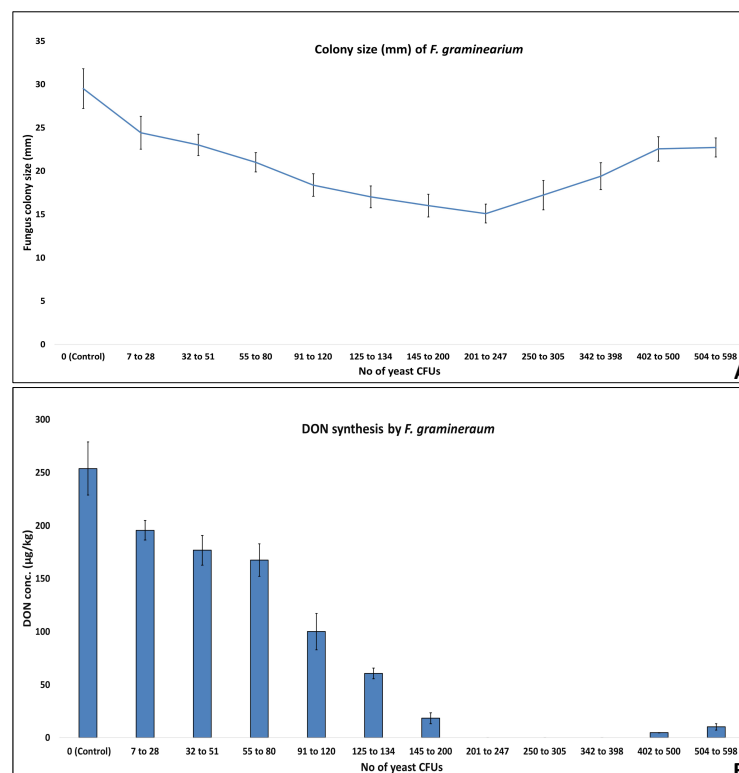 Colony size (mm) of F. graminearium
Fungus colony size (mm)
35
30
25
20
15
10
5
0
0 (Control) 7 to 28 32 to 51 55 to 80 91 to 120 125 to 134 145 to 200 201 to 247 250 to 305 342 to 398 402 to 500 504 to 598
No of yeast CFUs
DON synthesis by F. gramineraum
DON conc. (µg/kg)
300
250
200
150
100
50
0
0 (Control) 7 to 28 32 to 51 55 to 80 91 to 120 125 to 134 145 to 200 201 to 247 250 to 305 342 to 398 402 to 500 504 to 598
No of yeast CFUs